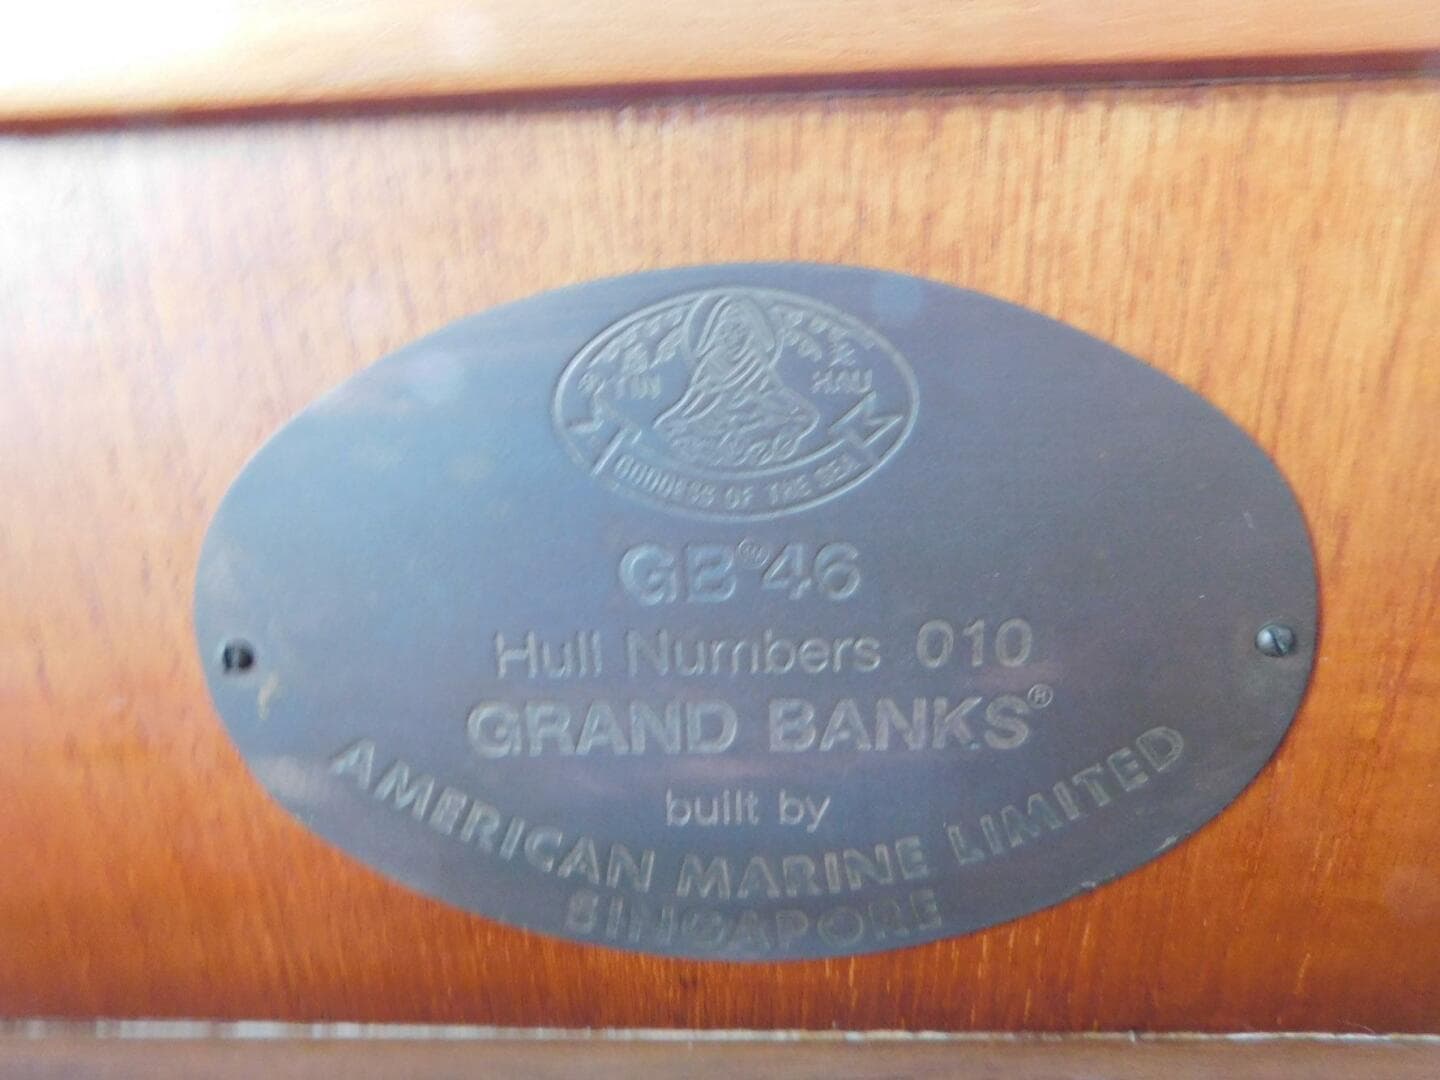 TIN HAU
GODDESS OF THE SEA
GB® 46
Hull Numbers 010
GRAND BANKS®
built by
AMERICAN MARINE LIMITED
SINGAPORE